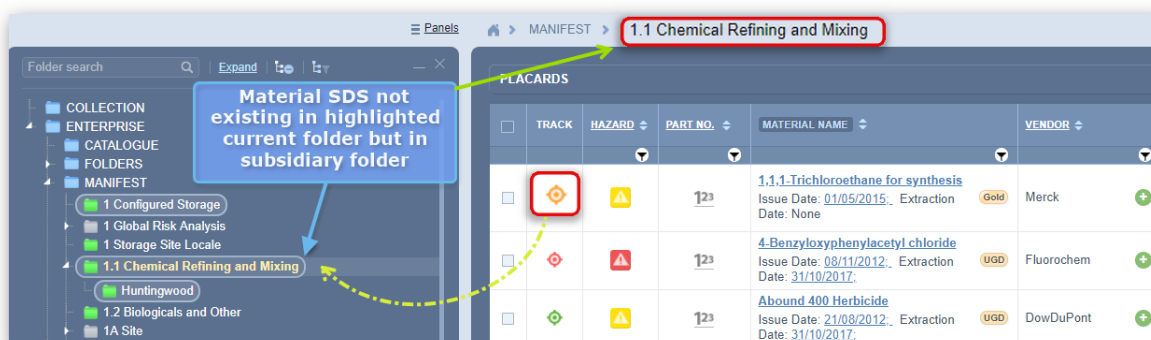 Panels
MANIFEST
1.1 Chemical Refining and Mixing
Folder search
Expand
Material SDS not
existing in highlighted
current folder but in
subsidiary folder
COLLECTION
ENTERPRISE
CATALOGUE
FOLDERS
MANIFEST
1 Configured Storage
1 Global Risk Analysis
1 Storage Site Locale
1.1 Chemical Refining and Mixing
Huntingwood
1.2 Biologicals and Other
1A Site
PLACARDS
TRACK HAZARD PART NO. MATERIAL NAME VENDOR
123 1,1,1-Trichloroethane for synthesis
Issue Date: 01/05/2015; Extraction Gold Merck
Date: None
4-Benzyloxyphenylacetyl chloride
123 Issue Date: 08/11/2012; Extraction UGD Fluorochem
Date: 31/10/2017;
Abound 400 Herbicide
123 Issue Date: 21/08/2012; Extraction UGD DowDuPont
Date: 31/10/2017;